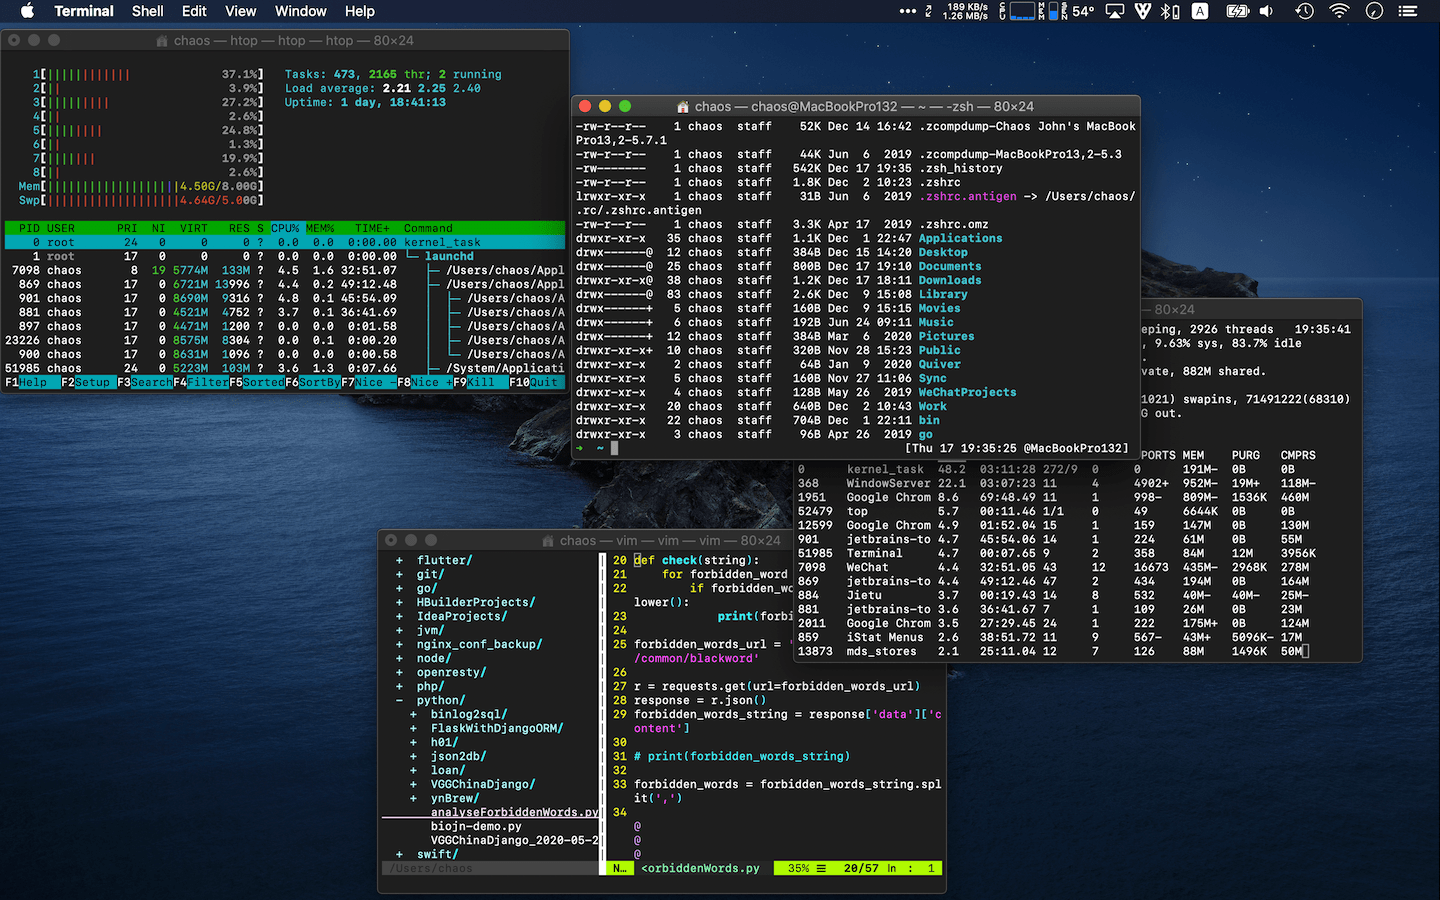 Terminal Shell Edit View Window Help
189 KB/s
1.26 MB/s
54°
chaos — htop — htop — htop — 80×24
1[ 37.1%]
2[ 3.9%]
3[ 27.2%]
4[ 2.6%]
5[ 24.8%]
6[ 1.3%]
7[ 19.9%]
8[ 2.6%]
Mem[ 4.50G/8.00G]
Swp[ 4.64G/5.00G]
Tasks: 473, 2165 thr; 2 running
Load average: 2.21 2.25 2.40
Uptime: 1 day, 18:41:13
PID USER PRI NI VIRT RES S CPU% MEM% TIME+ Command
0 root 24 0 0 0 ? 0.0 0.0 0:00.00 kernel_task
1 root 17 0 0 0 ? 0.0 0.0 0:00.00 launchd
7098 chaos 8 19 5774M 133M ? 4.5 1.6 32:51.07 /Users/chaos/Appl
869 chaos 17 0 6721M 13996 ? 4.4 0.2 49:12.48 /Users/chaos/Appl
901 chaos 17 0 8690M 9316 ? 4.8 0.1 45:54.09 /Users/chaos/A
881 chaos 17 0 4521M 4752 ? 3.7 0.1 36:41.69 /Users/chaos/A
897 chaos 17 0 4471M 1200 ? 0.0 0.0 0:01.58 /Users/chaos/A
23226 chaos 17 0 8575M 8304 ? 0.0 0.1 0:00.20 /Users/chaos/A
900 chaos 17 0 8631M 1096 ? 0.0 0.0 0:00.58 /Users/chaos/A
51985 chaos 17 0 5223M 103M ? 3.6 1.3 0:07.66 /System/Applicati
F1Help F2Setup F3SearchF4FilterF5SortedF6SortByF7Nice -F8Nice +F9Kill F10Quit
chaos — chaos@MacBookPro132 — ~ — -zsh — 80×24
-rw-r--r-- 1 chaos staff 52K Dec 14 16:42 .zcompdump-Chaos John's MacBook
Pro13,2-5.7.1
-rw-r--r-- 1 chaos staff 44K Jun 6 2019 .zcompdump-MacBookPro13,2-5.3
-rw------- 1 chaos staff 542K Dec 17 19:35 .zsh_history
-rw-r--r-- 1 chaos staff 1.8K Dec 2 10:23 .zshrc
lrwxr-xr-x 1 chaos staff 31B Jun 6 2019 .zshrc.antigen -> /Users/chaos/
.rc/.zshrc.antigen
-rw-r--r-- 1 chaos staff 3.3K Apr 17 2019 .zshrc.omz
drwxr-xr-x 35 chaos staff 1.1K Dec 1 22:47 Applications
drwx------@ 12 chaos staff 384B Dec 15 14:20 Desktop
drwx------@ 25 chaos staff 800B Dec 17 19:10 Documents
drwx------@ 38 chaos staff 1.2K Dec 17 18:11 Downloads
drwx------@ 83 chaos staff 2.6K Dec 9 15:08 Library
drwx------+ 5 chaos staff 160B Dec 9 15:15 Movies
drwx------+ 6 chaos staff 192B Jun 24 09:11 Music
drwx------+ 12 chaos staff 384B Mar 6 2020 Pictures
drwxr-xr-x+ 10 chaos staff 320B Nov 28 15:23 Public
drwxr-xr-x 2 chaos staff 64B Jan 9 2020 Quiver
drwxr-xr-x 5 chaos staff 160B Nov 27 11:06 Sync
drwxr-xr-x 4 chaos staff 128B May 26 2019 WeChatProjects
drwxr-xr-x 20 chaos staff 640B Dec 2 10:43 Work
drwxr-xr-x 22 chaos staff 704B Dec 1 22:11 bin
drwxr-xr-x 3 chaos staff 96B Apr 26 2019 go
➜ ~ [Thu 17 19:35:25 @MacBookPro132]
— 80×24
eping, 2926 threads 19:35:41
, 9.63% sys, 83.7% idle
.
vate, 882M shared.
1021) swapins, 71491222(68310)
G out.
PORTS MEM PURG CMPRS
0 kernel_task 48.2 03:11:28 272/9 0 0 191M- 0B 0B
368 WindowServer 22.1 03:07:23 11 4 4902+ 952M- 19M+ 118M-
1951 Google Chrom 8.6 69:48.49 11 1 998- 809M- 1536K 460M
52479 top 5.7 00:11.46 1/1 0 49 6644K 0B 0B
12599 Google Chrom 4.9 01:52.04 15 1 159 147M 0B 130M
901 jetbrains-to 4.7 45:54.06 14 1 224 61M 0B 55M
51985 Terminal 4.7 00:07.65 9 2 358 84M 12M 3956K
7098 WeChat 4.4 32:51.05 43 12 16673 435M- 2968K 278M
869 jetbrains-to 4.4 49:12.46 47 2 434 194M 0B 164M
884 Jietu 3.7 00:19.43 14 8 532 40M- 40M- 25M-
881 jetbrains-to 3.6 36:41.67 7 1 109 26M 0B 23M
2011 Google Chrom 3.5 27:29.45 24 1 222 175M+ 0B 124M
859 iStat Menus 2.6 38:51.72 11 9 567- 43M+ 5096K- 17M
13873 mds_stores 2.1 25:11.04 12 7 126 88M 1496K 50M
chaos — vim — vim — vim — 80×24
+ flutter/
+ git/
+ go/
+ HBuilderProjects/
+ IdeaProjects/
+ jvm/
+ nginx_conf_backup/
+ node/
+ openresty/
+ php/
- python/
+ binlog2sql/
+ FlaskWithDjangoORM/
+ h01/
+ json2db/
+ loan/
+ VGGChinaDjango/
+ ynBrew/
analyseForbiddenWords.py
biojn-demo.py
VGGChinaDjango_2020-05-2
+ swift/
/Users/chaos
20 def check(string):
21 for forbidden_word
22 if forbidden_wo
lower():
23 print(forbi
24
25 forbidden_words_url = '
/common/blackword'
26
27 r = requests.get(url=forbidden_words_url)
28 response = r.json()
29 forbidden_words_string = response['data']['c
ontent']
30
31 # print(forbidden_words_string)
32
33 forbidden_words = forbidden_words_string.spl
it(',')
34
@
@
@
N… <orbiddenWords.py 35% ☰ 20/57 ln : 1